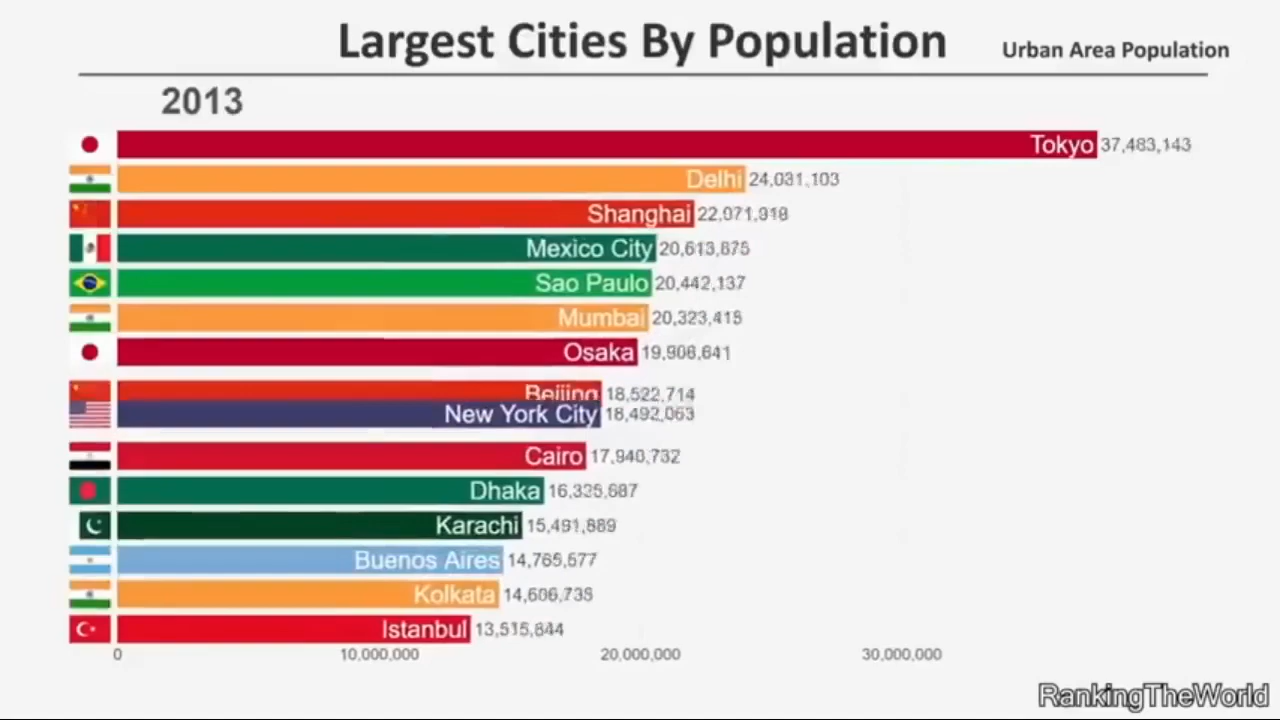 Largest Cities By Population
Urban Area Population
2013
Tokyo 37,483,143
Delhi 24,031,103
Shanghai 22,071,918
Mexico City 20,613,875
Sao Paulo 20,442,137
Mumbai 20,323,415
Osaka 19,906,641
Beijing 18,522,714
New York City 18,492,063
Cairo 17,940,732
Dhaka 16,325,687
Karachi 15,491,889
Buenos Aires 14,765,577
Kolkata 14,606,735
Istanbul 13,515,844
0 10,000,000 20,000,000 30,000,000
RankingTheWorld